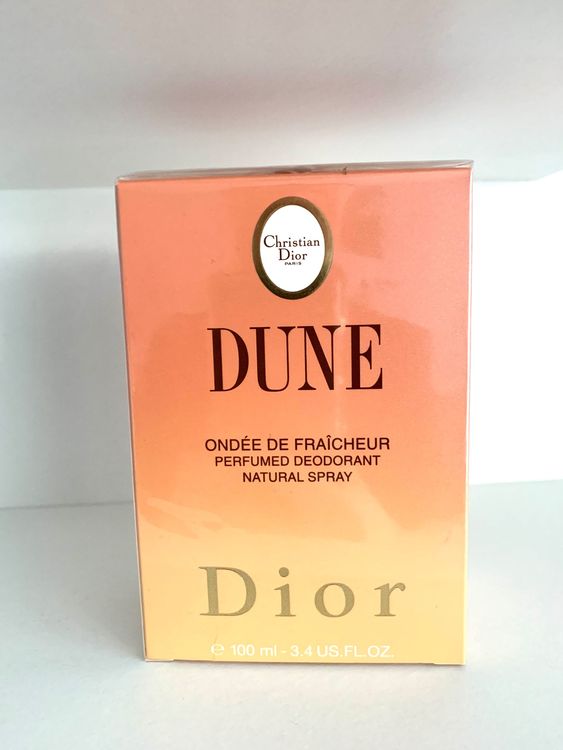 Christian
Dior
PARIS
DUNE
ONDÉE DE FRAÎCHEUR
PERFUMED DEODORANT
NATURAL SPRAY
Dior
℮ 100 ml - 3.4 US.FL.OZ.